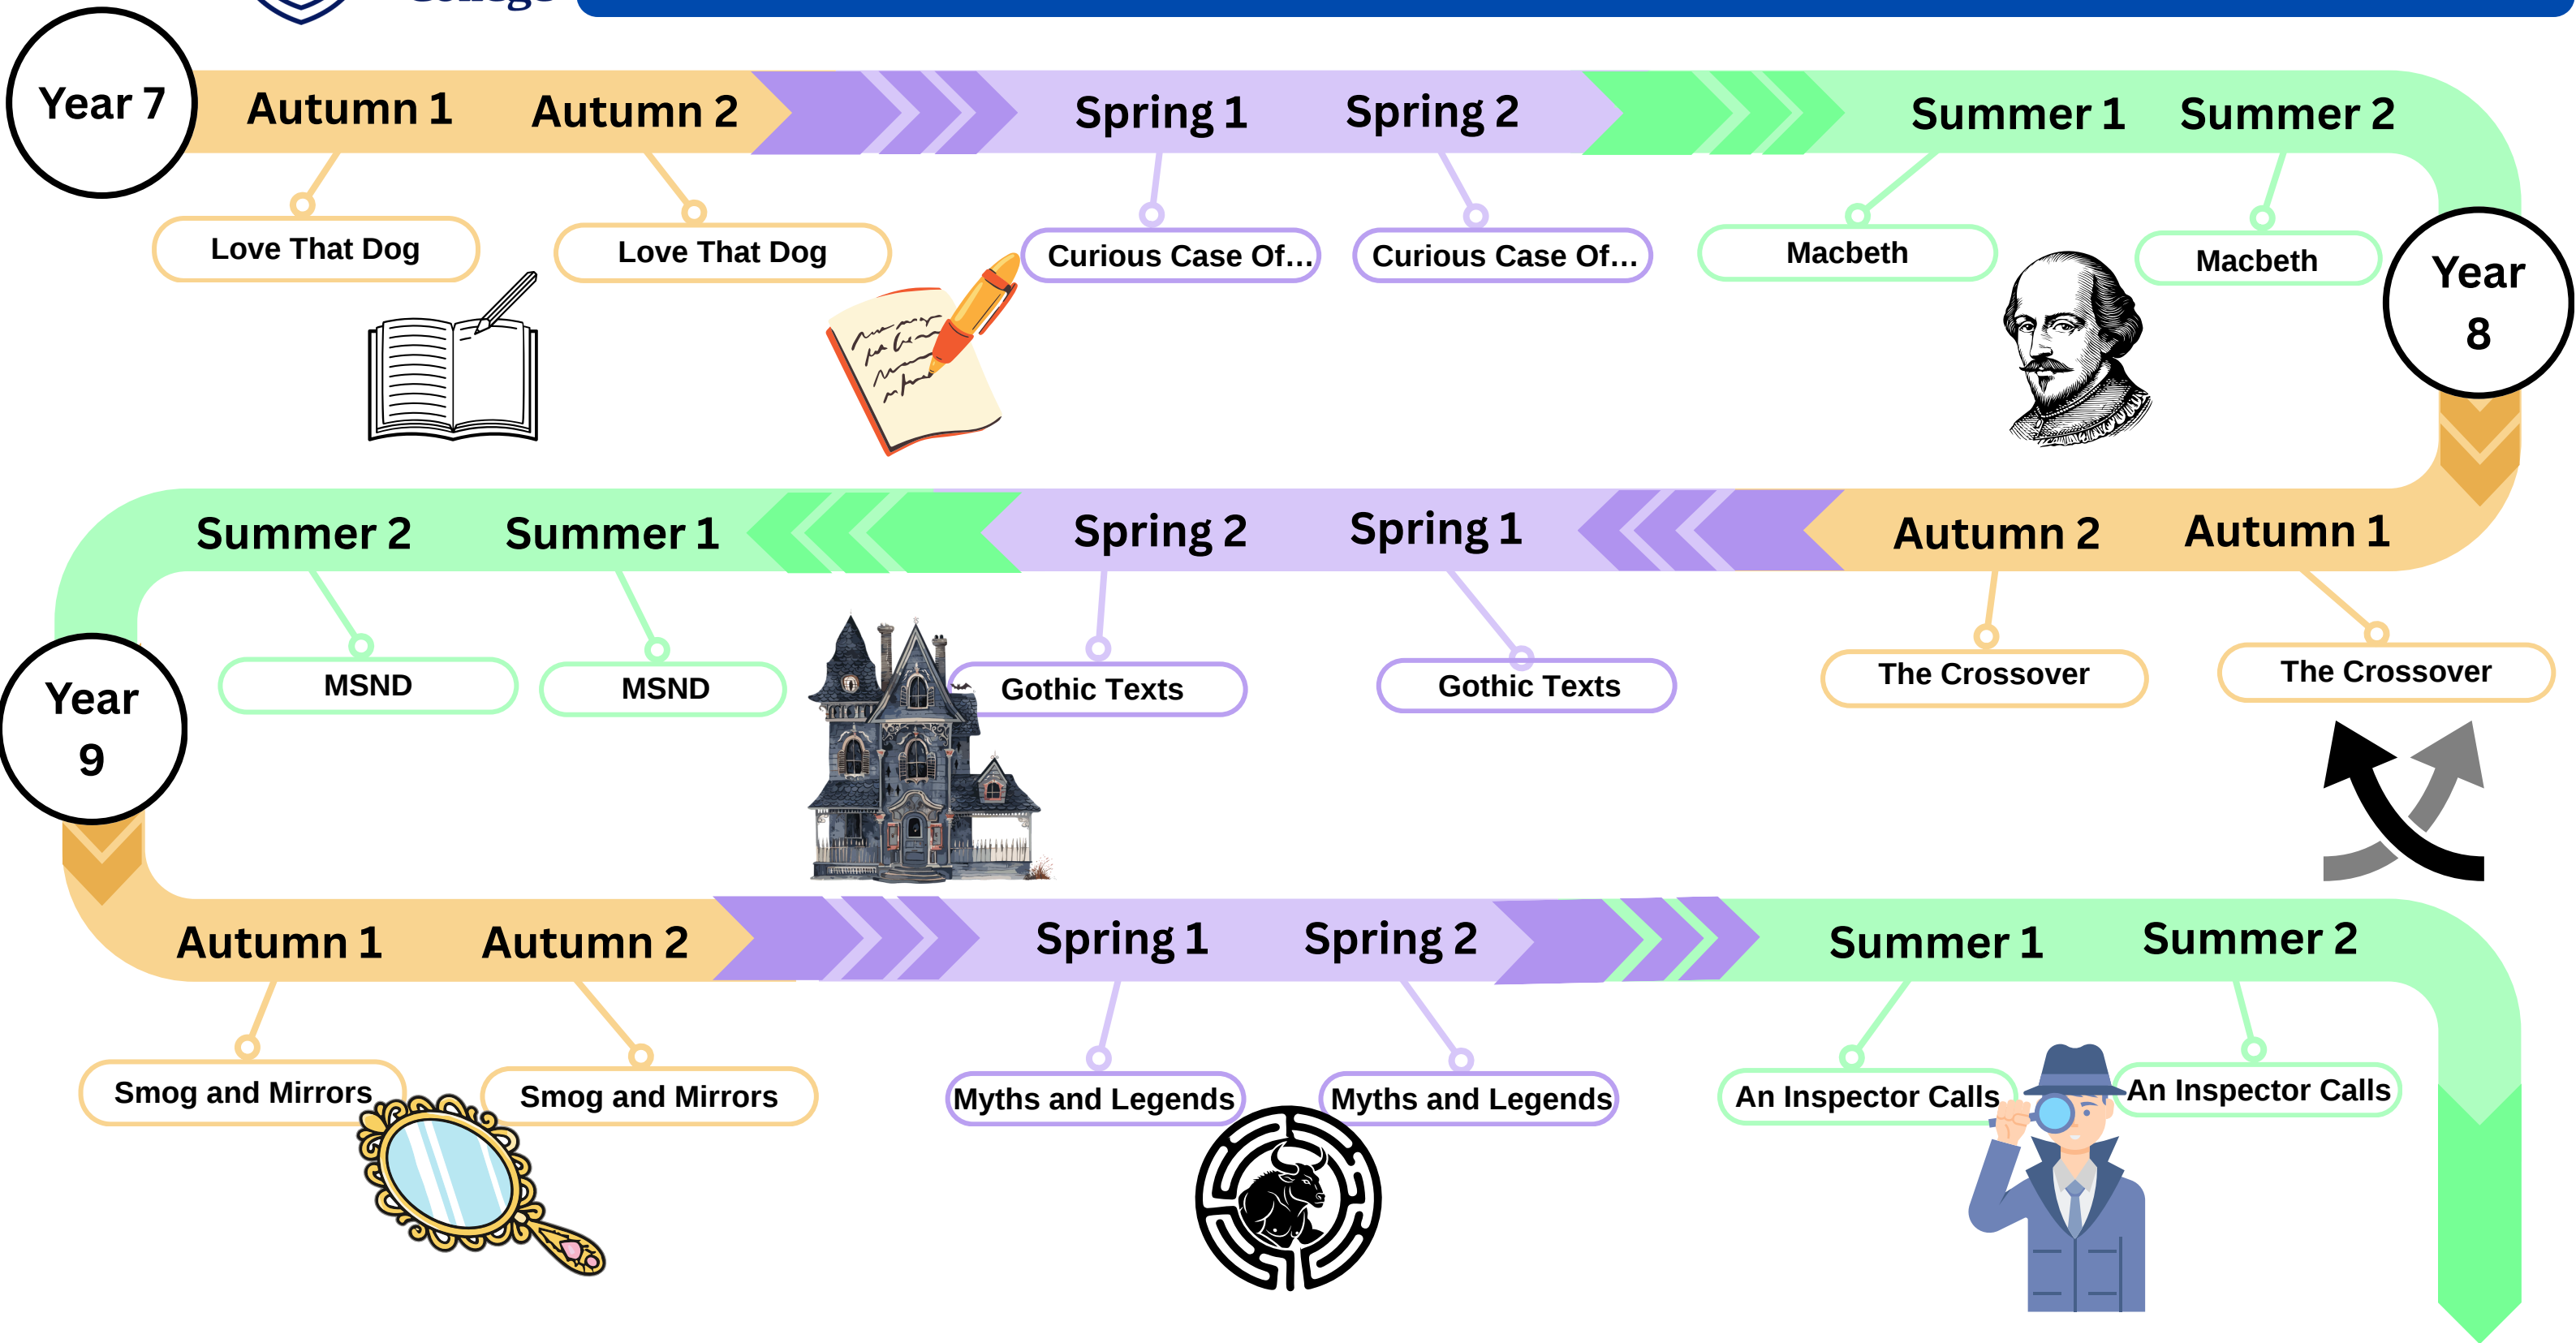 College
Year 7
Autumn 1
Autumn 2
Spring 1
Spring 2
Summer 1
Summer 2
Love That Dog
Love That Dog
Curious Case Of...
Curious Case Of...
Macbeth
Macbeth
Year
8
Summer 2
Summer 1
Spring 2
Spring 1
Autumn 2
Autumn 1
MSND
MSND
Gothic Texts
Gothic Texts
The Crossover
The Crossover
Year
9
Autumn 1
Autumn 2
Spring 1
Spring 2
Summer 1
Summer 2
Smog and Mirrors
Smog and Mirrors
Myths and Legends
Myths and Legends
An Inspector Calls
An Inspector Calls